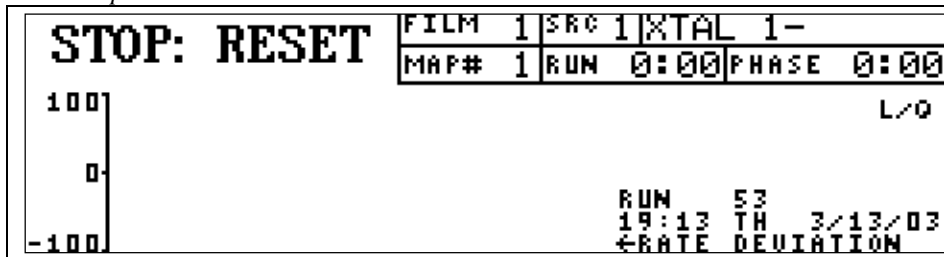 STOP: RESET
FILM 1 SRC 1 XTAL 1-
MAP# 1 RUN 0:00 PHASE 0:00
100
L/Q
0
RUN 53
19:13 TH 3/13/03
-100
←RATE DEVIATION